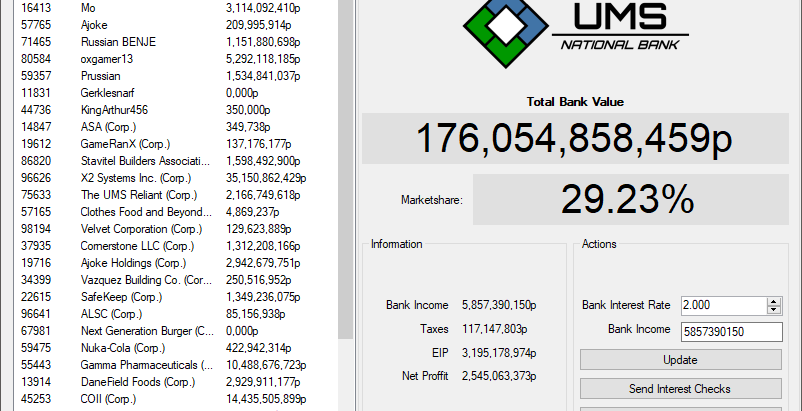 16413 Mo 3,114,092,410p
57765 Ajoke 209,995,914p
71465 Russian BENJE 1,151,880,698p
80584 oxgamer13 5,292,118,185p
59357 Prussian 1,534,841,037p
11831 Gerklesnarf 0,000p
44736 KingArthur456 350,000p
14847 ASA (Corp.) 349,738p
19612 GameRanX (Corp.) 137,176,177p
86820 Stavitel Builders Associati... 1,598,492,900p
96626 X2 Systems Inc. (Corp.) 35,150,862,429p
75633 The UMS Reliant (Corp.) 2,166,749,618p
57165 Clothes Food and Beyond... 4,869,237p
98194 Velvet Corporation (Corp.) 129,623,889p
37935 Cornerstone LLC (Corp.) 1,312,208,166p
19716 Ajoke Holdings (Corp.) 2,942,679,751p
34399 Vazquez Building Co. (Cor... 250,516,952p
22615 SafeKeep (Corp.) 1,349,236,075p
96641 ALSC (Corp.) 85,156,938p
67981 Next Generation Burger (C... 0,000p
59475 Nuka-Cola (Corp.) 422,942,314p
55443 Gamma Pharmaceuticals (... 10,488,676,723p
13914 DaneField Foods (Corp.) 2,929,911,177p
45253 COII (Corp.) 14,435,505,899p
UMS
NATIONAL BANK
Total Bank Value
176,054,858,459p
Marketshare: 29.23%
Information
Bank Income 5,857,390,150p
Taxes 117,147,803p
EIP 3,195,178,974p
Net Proffit 2,545,063,373p
Actions
Bank Interest Rate 2.000
Bank Income 5857390150
Update
Send Interest Checks